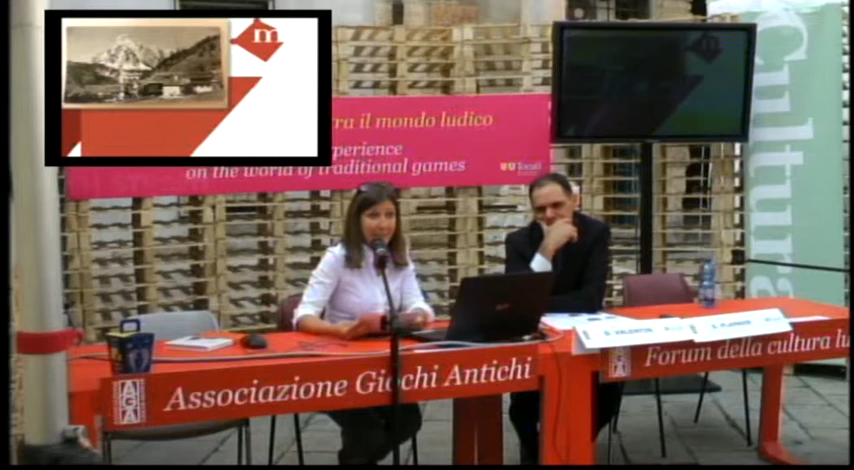 m
m
ra il mondo ludico
perience
on the world of traditional games
Tocatì
Cultura
Associazione Giochi Antichi
AGA
Forum della cultura lu